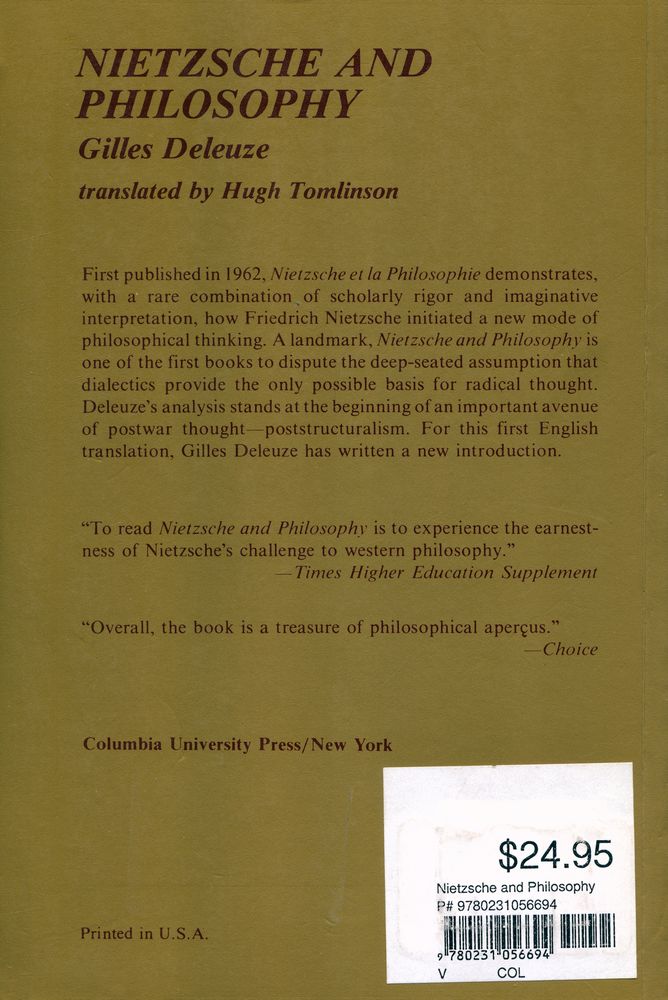 NIETZSCHE AND
PHILOSOPHY
Gilles Deleuze
translated by Hugh Tomlinson
First published in 1962, Nietzsche et la Philosophie demonstrates,
with a rare combination of scholarly rigor and imaginative
interpretation, how Friedrich Nietzsche initiated a new mode of
philosophical thinking. A landmark, Nietzsche and Philosophy is
one of the first books to dispute the deep-seated assumption that
dialectics provide the only possible basis for radical thought.
Deleuze's analysis stands at the beginning of an important avenue
of postwar thought—poststructuralism. For this first English
translation, Gilles Deleuze has written a new introduction.
“To read Nietzsche and Philosophy is to experience the earnest-
ness of Nietzsche's challenge to western philosophy.”
—Times Higher Education Supplement
“Overall, the book is a treasure of philosophical aperçus.”
—Choice
Columbia University Press/New York
$24.95
Nietzsche and Philosophy
P# 9780231056694
9 780231 056694
V COL
Printed in U.S.A.